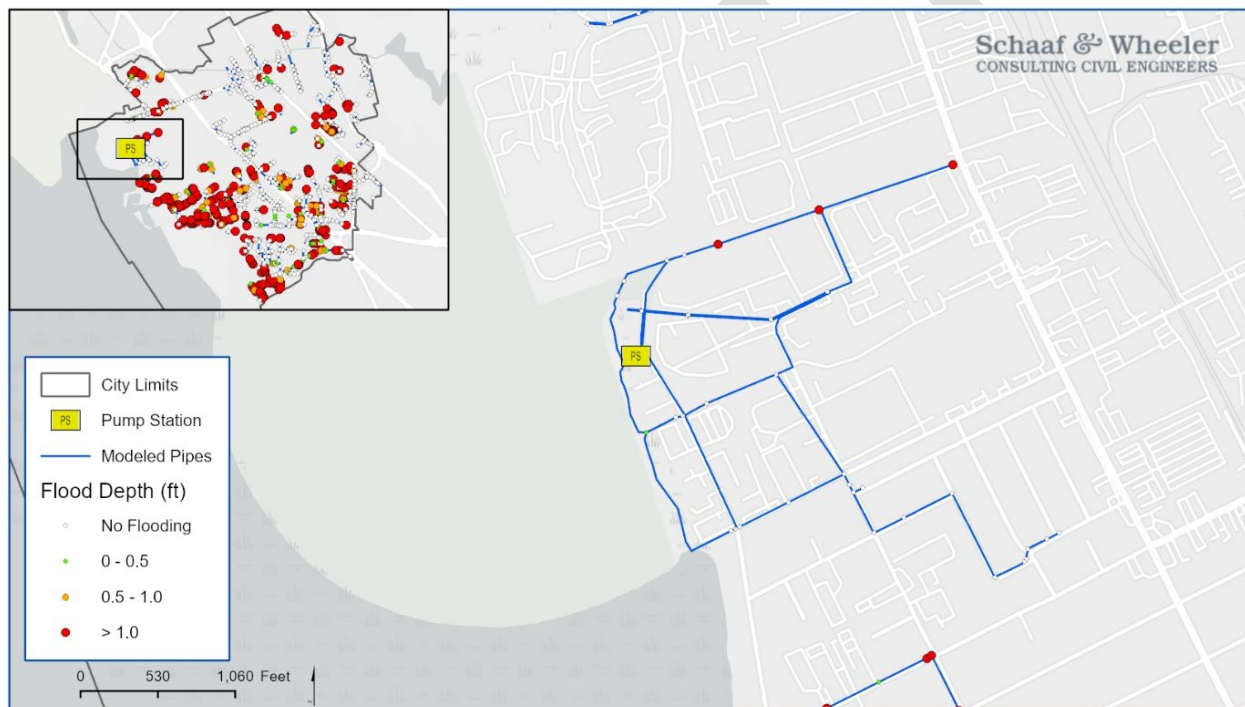 Schaaf & Wheeler
CONSULTING CIVIL ENGINEERS
PS
PS
City Limits
PS
Pump Station
Modeled Pipes
Flood Depth (ft)
No Flooding
0 - 0.5
0.5 - 1.0
> 1.0
0 530 1,060 Feet